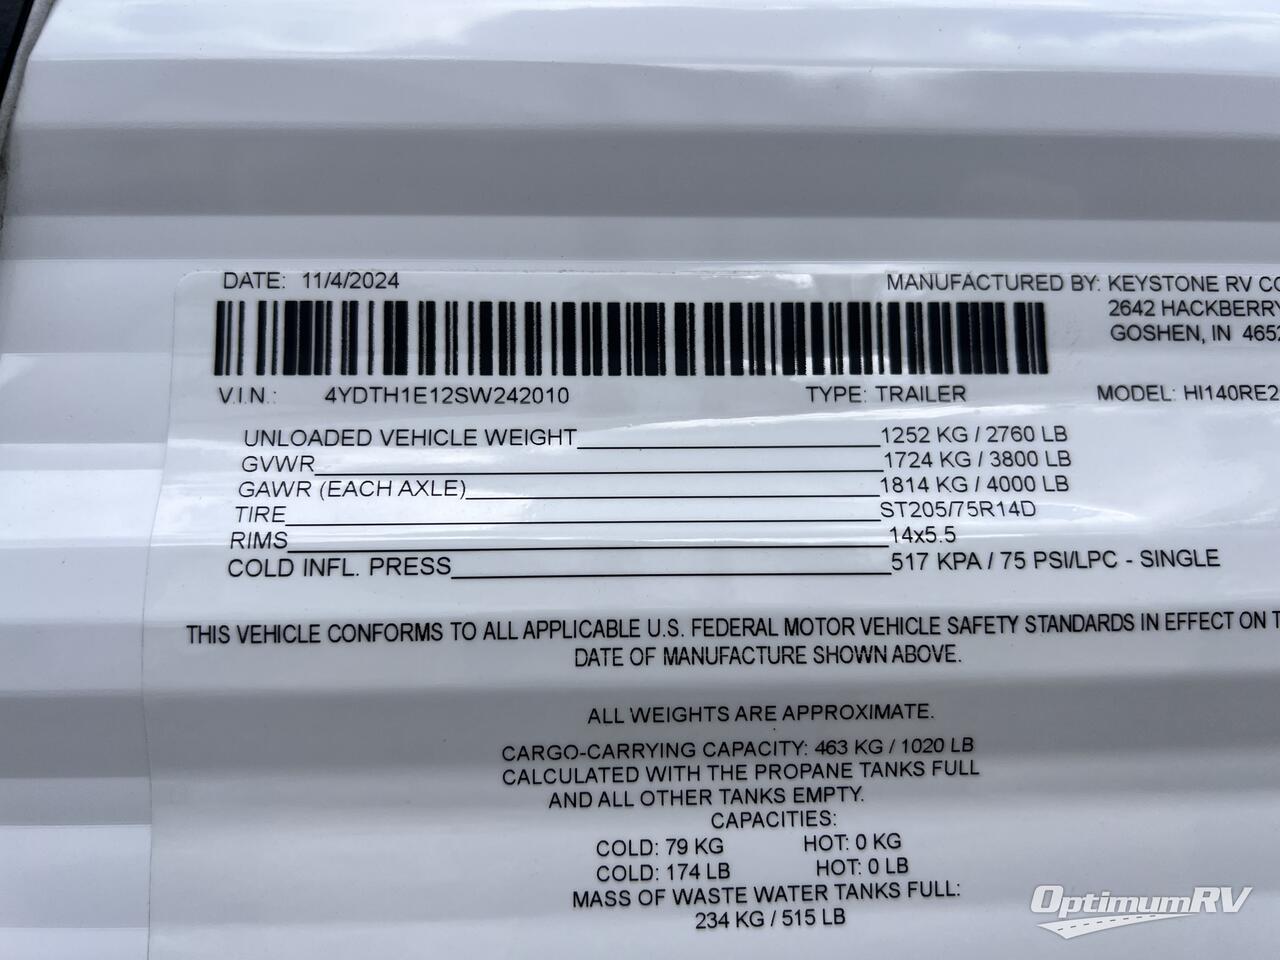 DATE: 11/4/2024 MANUFACTURED BY: KEYSTONE RV
2642 HACKBERRY
GOSHEN, IN
V.I.N.: 4YDTH1E12SW242010 TYPE: TRAILER MODEL: HI140RE2
UNLOADED VEHICLE WEIGHT 1252 KG / 2760 LB
GVWR 1724 KG / 3800 LB
GAWR (EACH AXLE) 1814 KG / 4000 LB
TIRE ST205/75R14D
RIMS 14x5.5
COLD INFL. PRESS 517 KPA / 75 PSI/LPC - SINGLE
THIS VEHICLE CONFORMS TO ALL APPLICABLE U.S. FEDERAL MOTOR VEHICLE SAFETY STANDARDS IN EFFECT ON
DATE OF MANUFACTURE SHOWN ABOVE.
ALL WEIGHTS ARE APPROXIMATE.
CARGO-CARRYING CAPACITY: 463 KG / 1020 LB
CALCULATED WITH THE PROPANE TANKS FULL
AND ALL OTHER TANKS EMPTY.
CAPACITIES:
COLD: 79 KG HOT: 0 KG
COLD: 174 LB HOT: 0 LB
MASS OF WASTE WATER TANKS FULL:
234 KG / 515 LB
OptimumRV